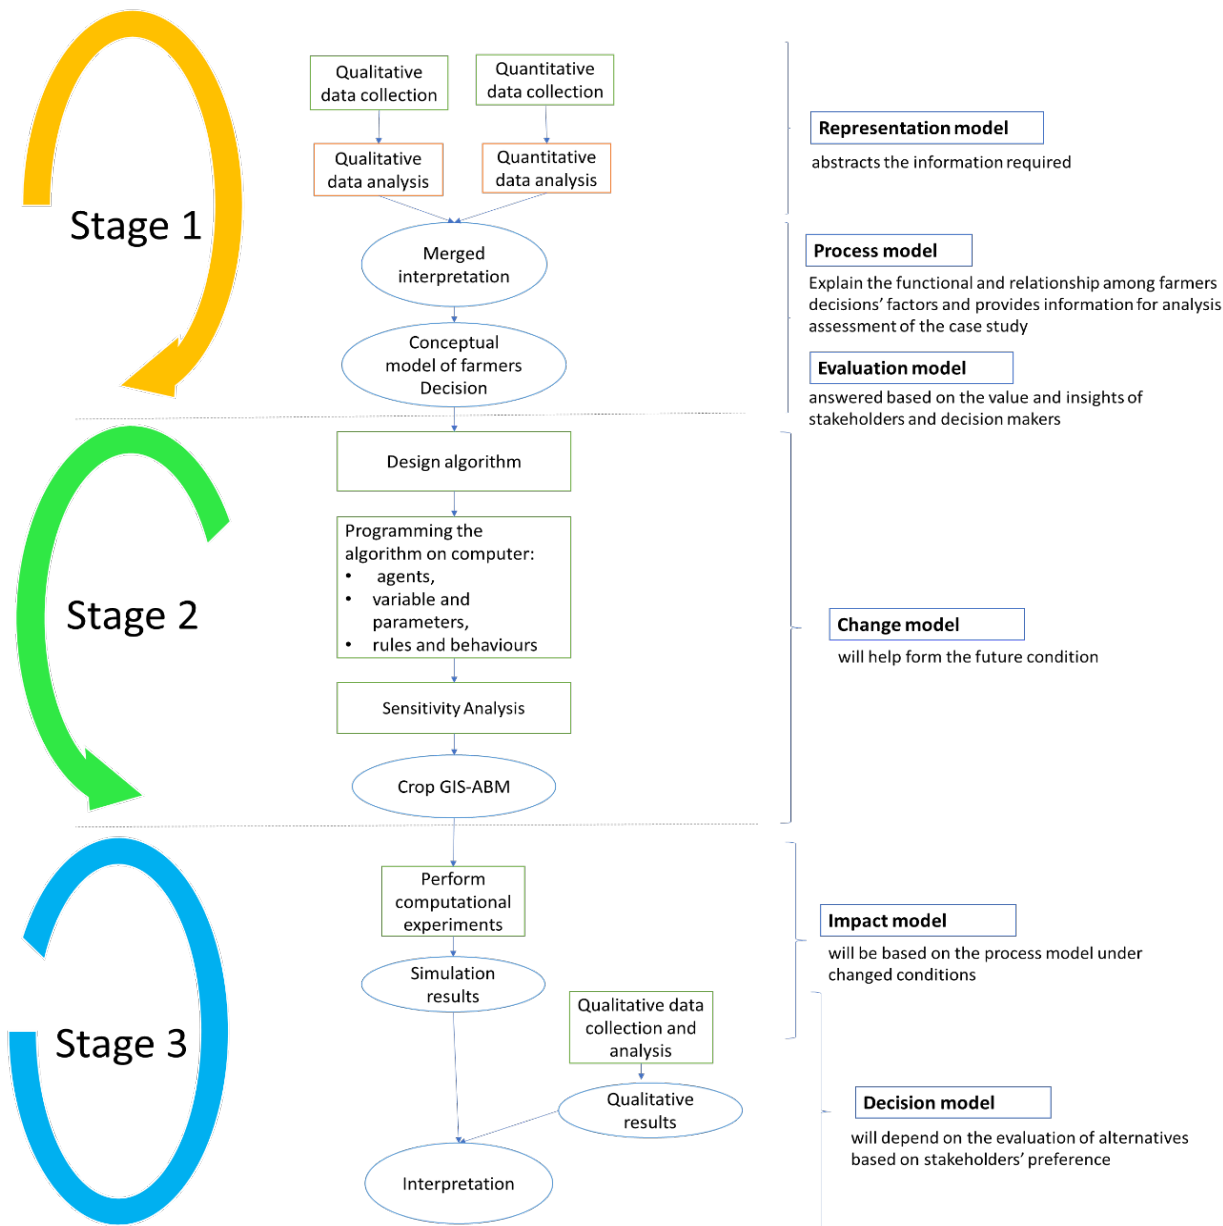 Stage 1
Qualitative
data collection
Quantitative
data collection
Qualitative
data analysis
Quantitative
data analysis
Merged
interpretation
Conceptual
model of farmers
Decision
Representation model
abstracts the information required
Process model
Explain the functional and relationship among farmers
decisions’ factors and provides information for analysis
assessment of the case study
Evaluation model
answered based on the value and insights of
stakeholders and decision makers
Stage 2
Design algorithm
Programming the
algorithm on computer:
• agents,
• variable and
parameters,
• rules and behaviours
Sensitivity Analysis
Crop GIS-ABM
Change model
will help form the future condition
Stage 3
Perform
computational
experiments
Simulation
results
Qualitative data
collection and
analysis
Qualitative
results
Interpretation
Impact model
will be based on the process model under
changed conditions
Decision model
will depend on the evaluation of alternatives
based on stakeholders’ preference